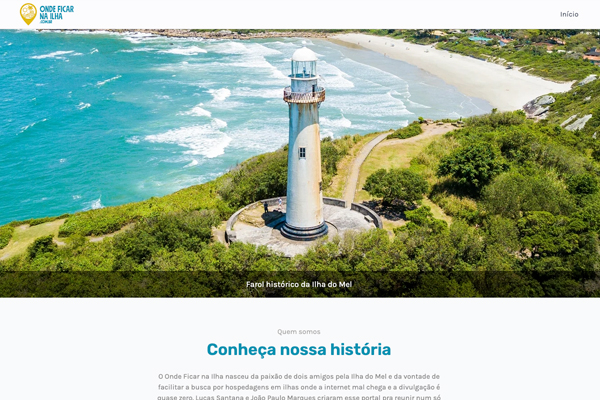 ONDE FICAR
NA ILHA
.COM.BR
Início
Farol histórico da Ilha do Mel
Quem somos
Conheça nossa história
O Onde Ficar na Ilha nasceu da paixão de dois amigos pela Ilha do Mel e da vontade de
facilitar a busca por hospedagens em ilhas onde a internet mal chega e a divulgação é
quase zero. Lucas Santana e João Paulo Marques criaram esse portal pra reunir num só